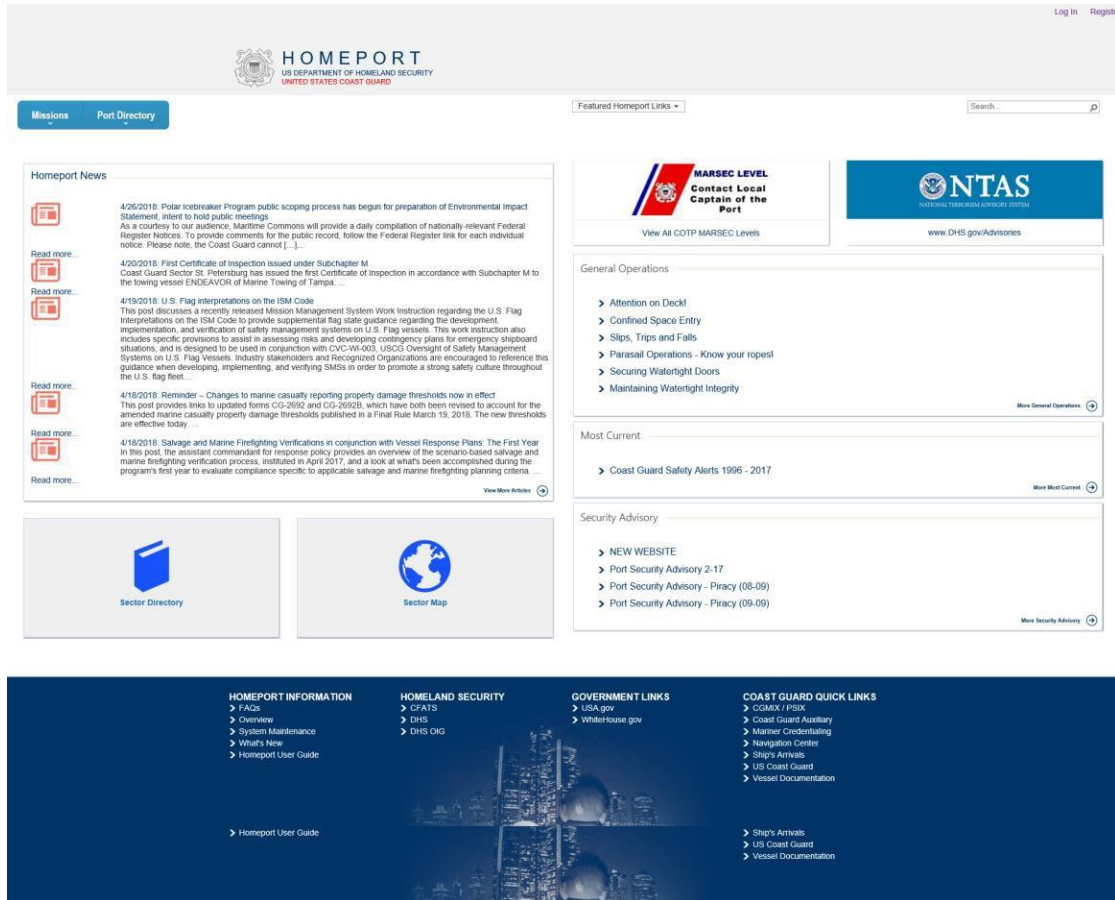 Log In Registe
HOMEPORT
US DEPARTMENT OF HOMELAND SECURITY
UNITED STATES COAST GUARD
Missions Port Directory
Featured Homeport Links
Search...
Homeport News
4/26/2018: Polar Icebreaker Program public scoping process has begun for preparation of Environmental Impact
Statement, intent to hold public meetings
As a courtesy to our audience, Maritime Commons will provide a daily compilation of nationally-relevant Federal
Register Notices. To provide comments for the public record, follow the Federal Register link for each individual
notice. Please note, the Coast Guard cannot [...]...
Read more...
4/20/2018: First Certificate of Inspection issued under Subchapter M
Coast Guard Sector St. Petersburg has issued the first Certificate of Inspection in accordance with Subchapter M to
the towing vessel ENDEAVOR of Marine Towing of Tampa. ...
Read more...
4/19/2018: U.S. Flag interpretations on the ISM Code
This post discusses a recently released Mission Management System Work Instruction regarding the U.S. Flag
Interpretations on the ISM Code to provide supplemental flag state guidance regarding the development,
implementation, and verification of safety management systems on U.S. Flag vessels. This work instruction also
includes specific provisions to assist in assessing risks and developing contingency plans for emergency shipboard
situations, and is designed to be used in conjunction with CVC-WI-003, USCG Oversight of Safety Management
Systems on U.S. Flag Vessels. Industry stakeholders and Recognized Organizations are encouraged to reference this
guidance when developing, implementing, and verifying SMSs in order to promote a strong safety culture throughout
the U.S. flag fleet....
Read more...
4/18/2018: Reminder – Changes to marine casualty reporting property damage thresholds now in effect
This post provides links to updated forms CG-2692 and CG-2692B, which have both been revised to account for the
amended marine casualty property damage thresholds published in a Final Rule March 19, 2018. The new thresholds
are effective today. ...
Read more...
4/18/2018: Salvage and Marine Firefighting Verifications in conjunction with Vessel Response Plans: The First Year
In this post, the assistant commandant for response policy provides an overview of the scenario-based salvage and
marine firefighting verification process, instituted in April 2017, and a look at what's been accomplished during the
program's first year to evaluate compliance specific to applicable salvage and marine firefighting planning criteria. ...
Read more...
View More Articles
Sector Directory
Sector Map
MARSEC LEVEL
Contact Local
Captain of the
Port
View All COTP MARSEC Levels
NTAS
NATIONAL TERRORISM ADVISORY SYSTEM
www.DHS.gov/Advisories
General Operations
Attention on Deck!
Confined Space Entry
Slips, Trips and Falls
Parasail Operations - Know your ropes!
Securing Watertight Doors
Maintaining Watertight Integrity
More General Operations
Most Current
Coast Guard Safety Alerts 1996 - 2017
More Most Current
Security Advisory
NEW WEBSITE
Port Security Advisory 2-17
Port Security Advisory - Piracy (08-09)
Port Security Advisory - Piracy (09-09)
More Security Advisory
HOMEPORT INFORMATION
FAQs
Overview
System Maintenance
What's New
Homeport User Guide
HOMELAND SECURITY
CFATS
DHS
DHS OIG
GOVERNMENT LINKS
USA.gov
WhiteHouse.gov
COAST GUARD QUICK LINKS
CGMIX / PSIX
Coast Guard Auxiliary
Mariner Credentialing
Navigation Center
Ship's Arrivals
US Coast Guard
Vessel Documentation
Homeport User Guide
Ship's Arrivals
US Coast Guard
Vessel Documentation